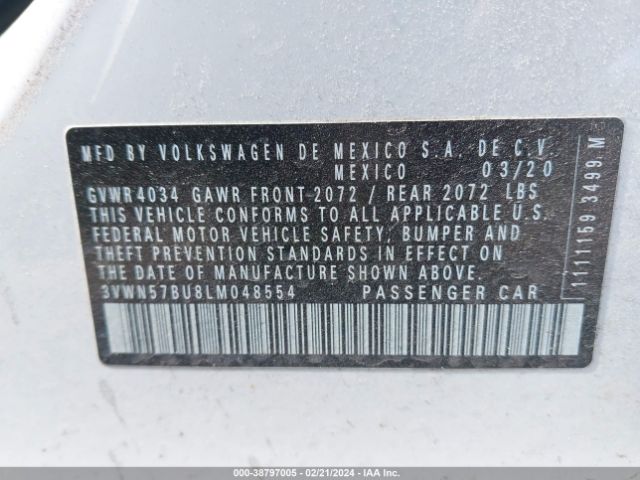 MFD BY VOLKSWAGEN DE MEXICO S.A. DE C.V.
MEXICO 03/20
GVWR 4034 GAWR FRONT 2072 / REAR 2072 LBS
THIS VEHICLE CONFORMS TO ALL APPLICABLE U.S.
FEDERAL MOTOR VEHICLE SAFETY, BUMPER AND
THEFT PREVENTION STANDARDS IN EFFECT ON
THE DATE OF MANUFACTURE SHOWN ABOVE.
3VWN57BU8LM048554 PASSENGER CAR
1111159 3499 M
000-38797005 - 02/21/2024 - IAA Inc.